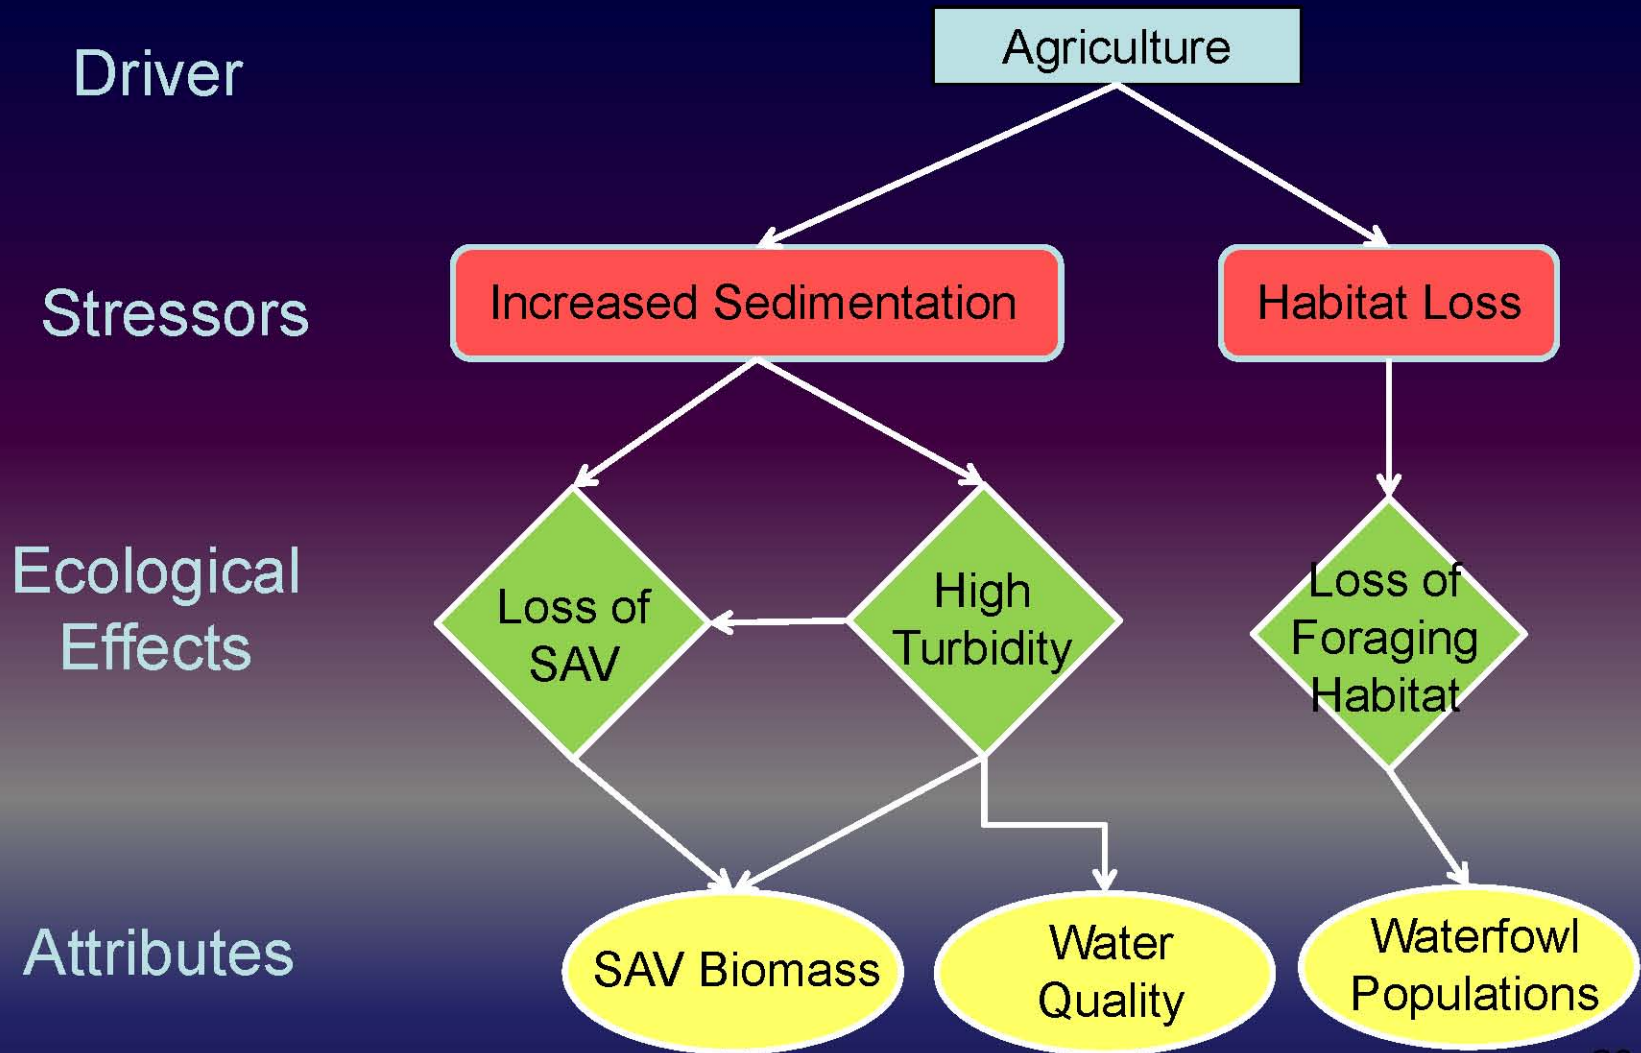 Driver
Agriculture
Stressors
Increased Sedimentation
Habitat Loss
Ecological
Effects
Loss of
SAV
High
Turbidity
Loss of
Foraging
Habitat
Attributes
SAV Biomass
Water
Quality
Waterfowl
Populations